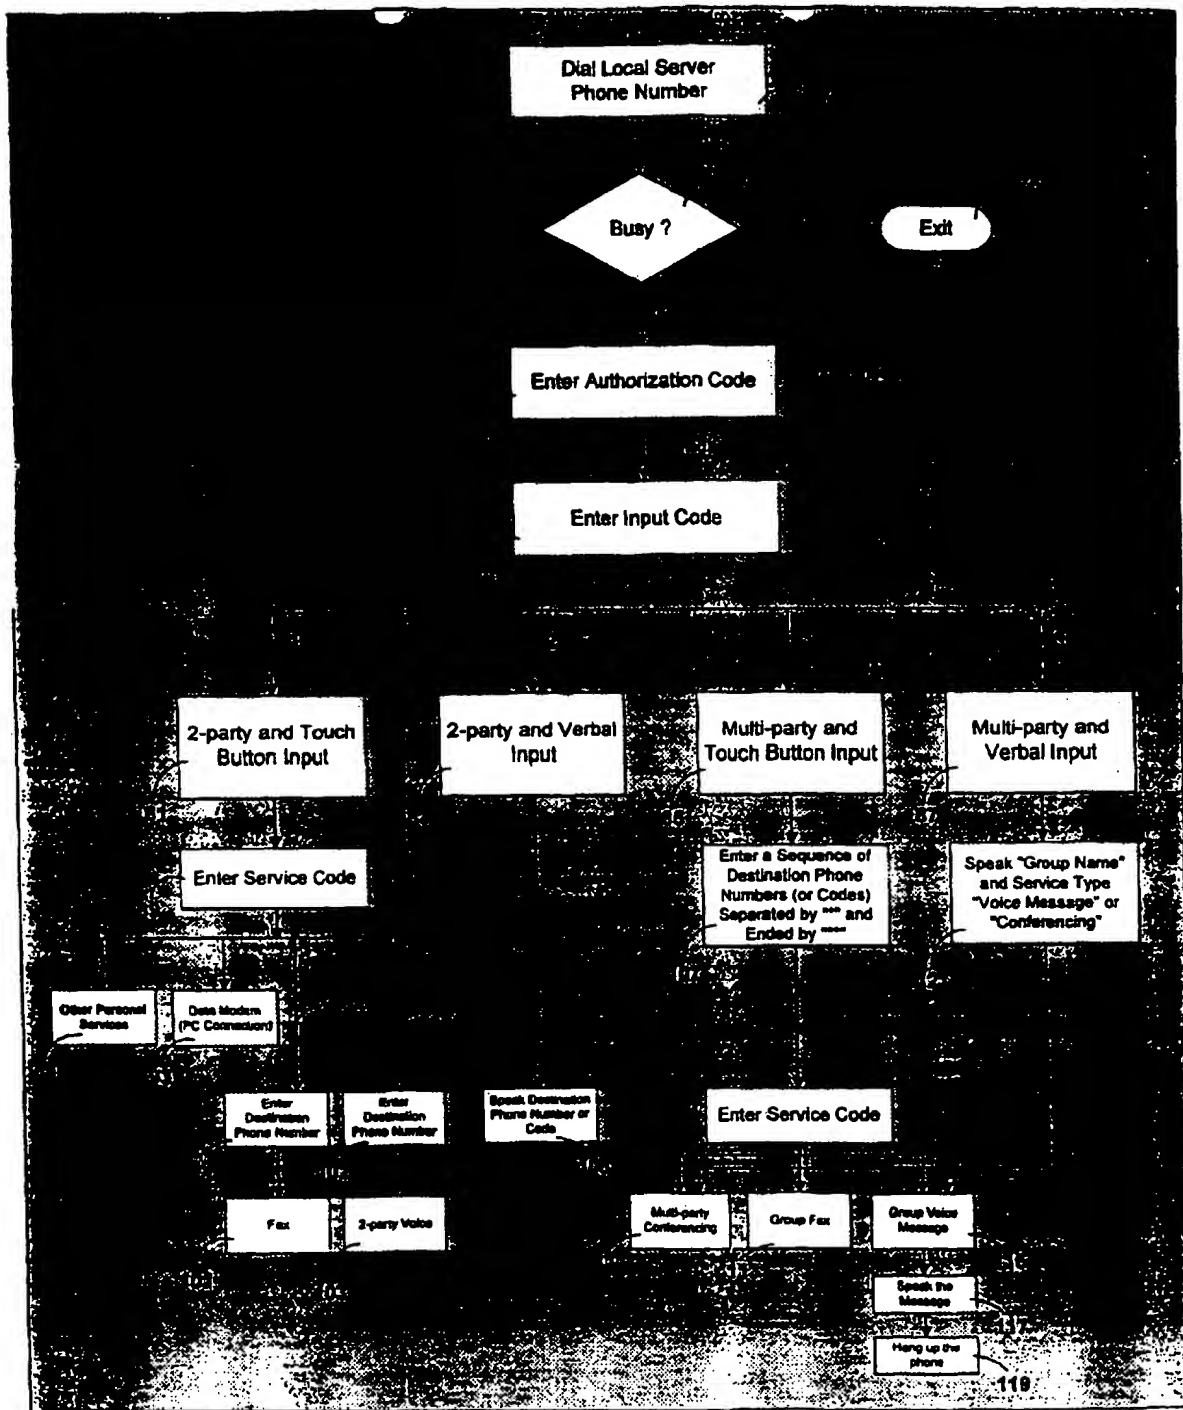 Dial Local Server
Phone Number
Busy ?
Exit
Enter Authorization Code
Enter Input Code
2-party and Touch
Button Input
2-party and Verbal
Input
Multi-party and
Touch Button Input
Multi-party and
Verbal Input
Enter Service Code
Enter a Sequence of
Destination Phone
Numbers (or Codes)
Separated by "*" and
Ended by "**"
Speak "Group Name"
and Service Type
"Voice Message" or
"Conferencing"
Other Personal
Services
Data Modem
(PC Connection)
Enter
Destination
Phone Number
Enter
Destination
Phone Number
Speak Destination
Phone Number or
Code
Enter Service Code
Fax
2-party Voice
Multi-party
Conferencing
Group Fax
Group Voice
Message
Speak the
Message
Hang up the
phone
119